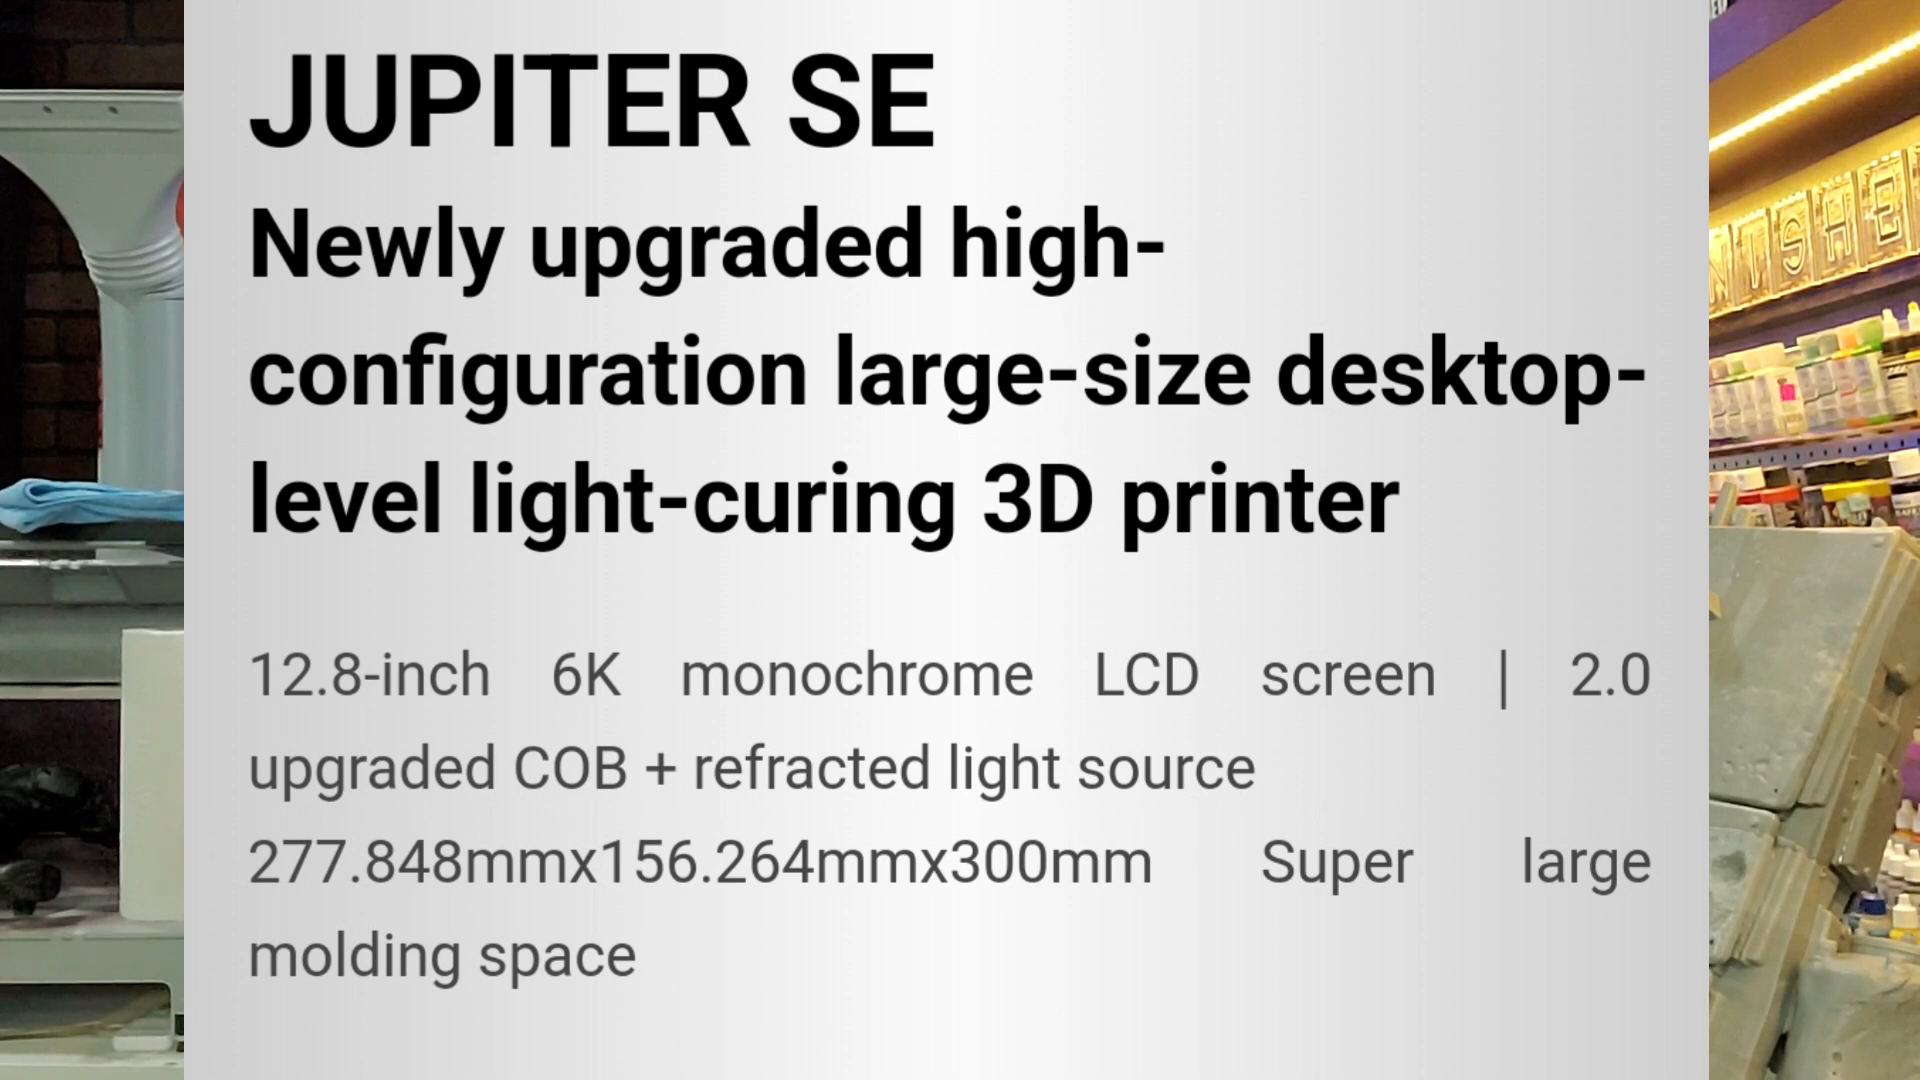 JUPITER SE
Newly upgraded high-
configuration large-size desktop-
level light-curing 3D printer
12.8-inch 6K monochrome LCD screen | 2.0
upgraded COB + refracted light source
277.848mmx156.264mmx300mm Super large
molding space